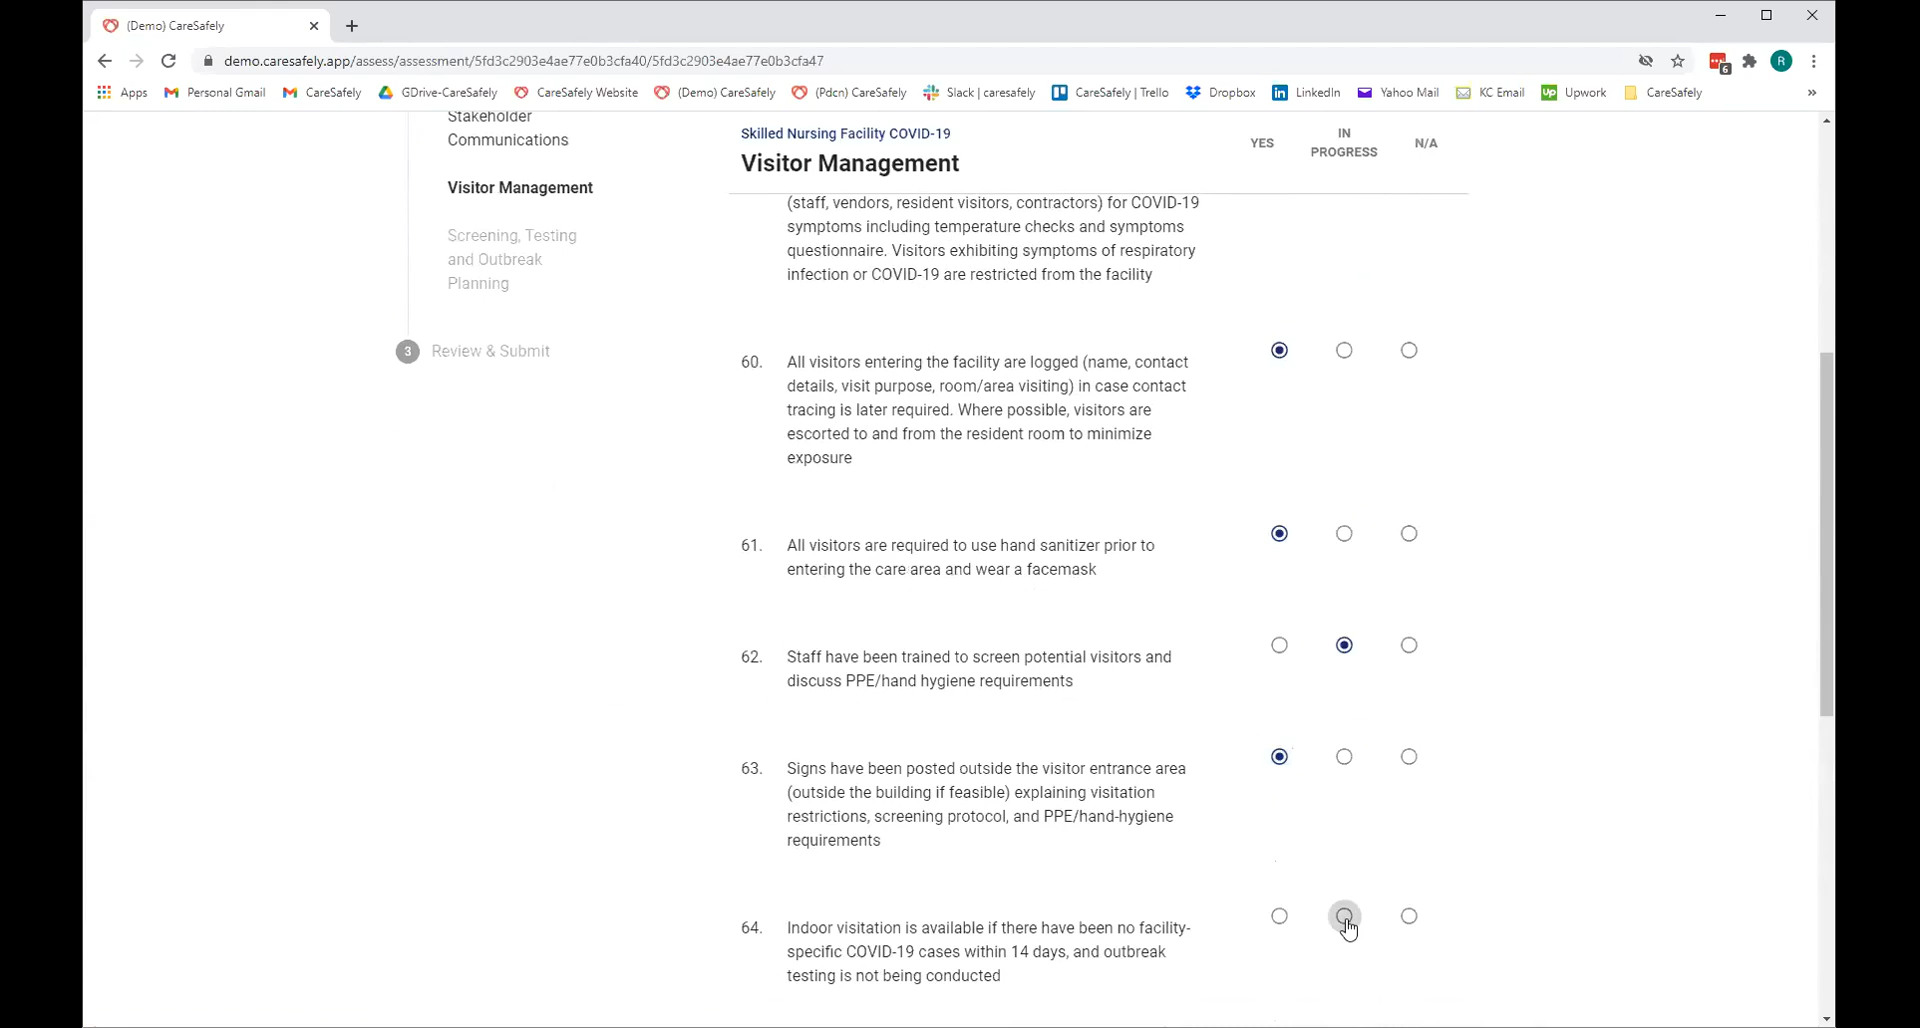 (Demo) CareSafely
demo.caresafely.app/assess/assessment/5fd3c2903e4ae77e0b3cfa40/5fd3c2903e4ae77e0b3cfa47
6
R
Apps Personal Gmail CareSafely GDrive-CareSafely CareSafely Website (Demo) CareSafely (Pdcn) CareSafely Slack | caresafely CareSafely | Trello Dropbox LinkedIn Yahoo Mail KC Email Upwork CareSafely »
Stakeholder
Communications
Visitor Management
Screening, Testing
and Outbreak
Planning
3 Review & Submit
Skilled Nursing Facility COVID-19
Visitor Management
YES
IN
PROGRESS
N/A
(staff, vendors, resident visitors, contractors) for COVID-19
symptoms including temperature checks and symptoms
questionnaire. Visitors exhibiting symptoms of respiratory
infection or COVID-19 are restricted from the facility
60. All visitors entering the facility are logged (name, contact
details, visit purpose, room/area visiting) in case contact
tracing is later required. Where possible, visitors are
escorted to and from the resident room to minimize
exposure
61. All visitors are required to use hand sanitizer prior to
entering the care area and wear a facemask
62. Staff have been trained to screen potential visitors and
discuss PPE/hand hygiene requirements
63. Signs have been posted outside the visitor entrance area
(outside the building if feasible) explaining visitation
restrictions, screening protocol, and PPE/hand-hygiene
requirements
64. Indoor visitation is available if there have been no facility-
specific COVID-19 cases within 14 days, and outbreak
testing is not being conducted